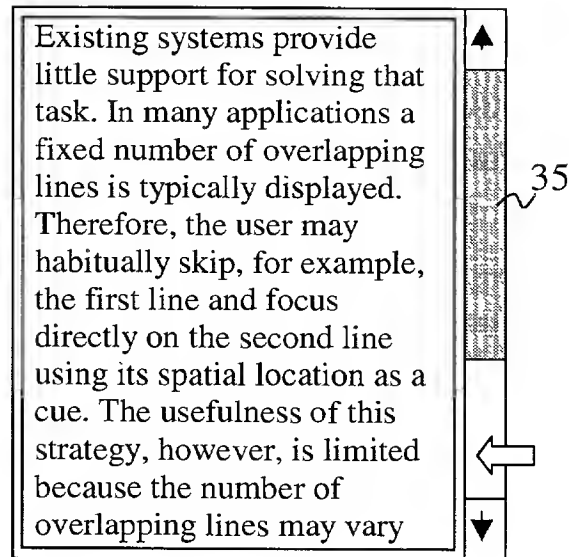 Existing systems provide
little support for solving that
task. In many applications a
fixed number of overlapping
lines is typically displayed.
Therefore, the user may
habitually skip, for example,
the first line and focus
directly on the second line
using its spatial location as a
cue. The usefulness of this
strategy, however, is limited
because the number of
overlapping lines may vary
35